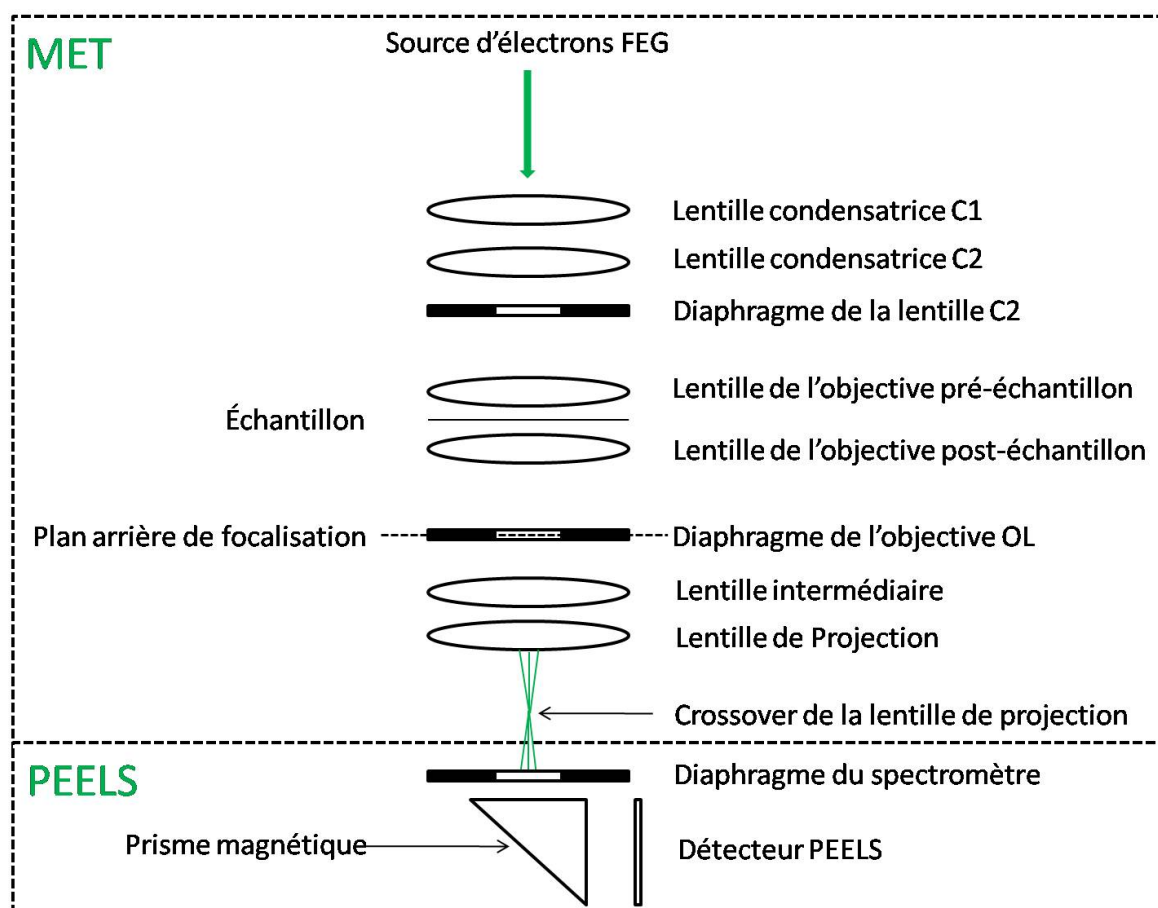 MET
Source d'électrons FEG
Lentille condensatrice C1
Lentille condensatrice C2
Diaphragme de la lentille C2
Lentille de l'objective pré-échantillon
Échantillon
Lentille de l'objective post-échantillon
Plan arrière de focalisation
Diaphragme de l'objective OL
Lentille intermédiaire
Lentille de Projection
Crossover de la lentille de projection
PEELS
Diaphragme du spectromètre
Prisme magnétique
Détecteur PEELS